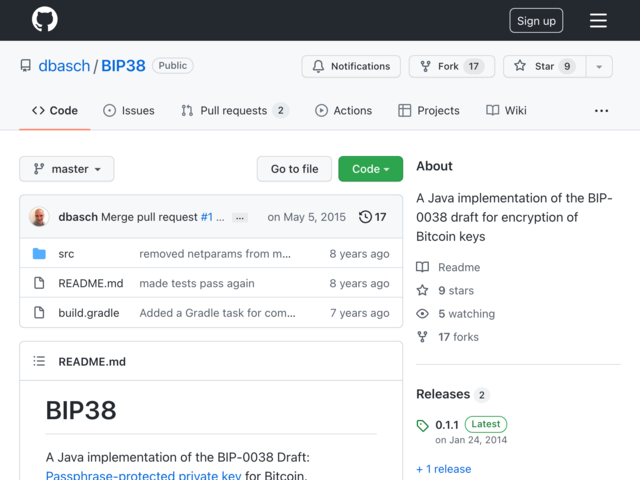 Sign up
dbasch / BIP38 Public
Notifications Fork 17 Star 9
Code Issues Pull requests 2 Actions Projects Wiki ...
master Go to file Code
dbasch Merge pull request #1 ... ... on May 5, 2015 17
src removed netparams from m... 8 years ago
README.md made tests pass again 8 years ago
build.gradle Added a Gradle task for com... 7 years ago
README.md
BIP38
A Java implementation of the BIP-0038 Draft:
Passphrase-protected private key for Bitcoin.
About
A Java implementation of the BIP-
0038 draft for encryption of
Bitcoin keys
Readme
9 stars
5 watching
17 forks
Releases 2
0.1.1 Latest
on Jan 24, 2014
+ 1 release